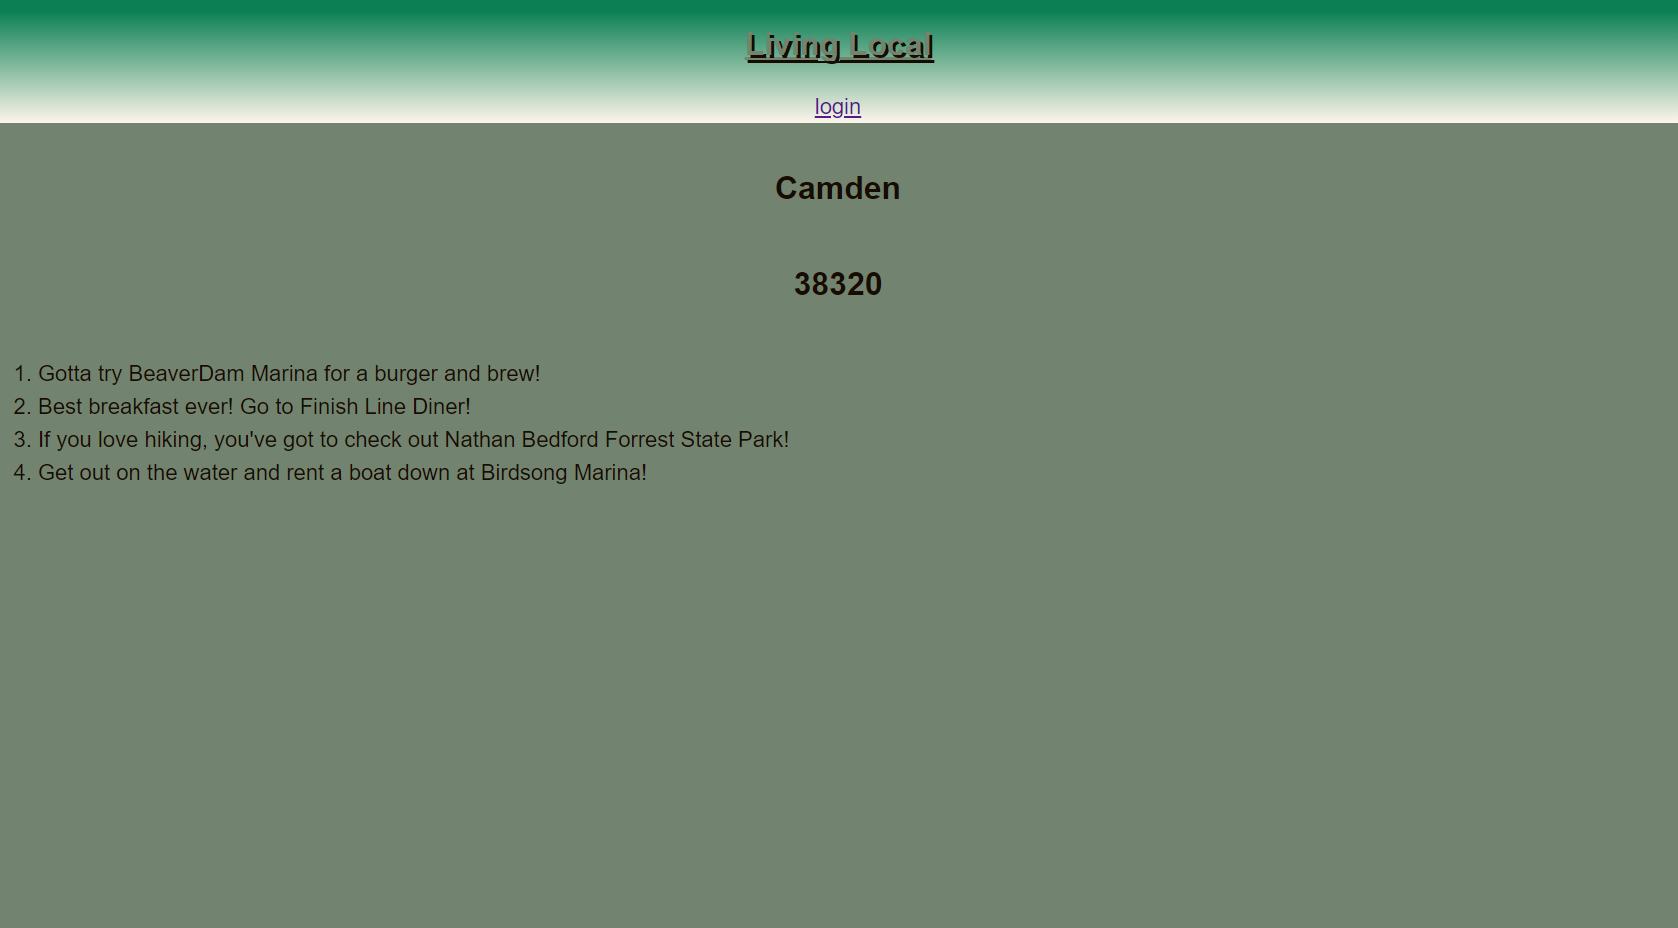 Living Local
login
Camden
38320
1. Gotta try BeaverDam Marina for a burger and brew!
2. Best breakfast ever! Go to Finish Line Diner!
3. If you love hiking, you've got to check out Nathan Bedford Forrest State Park!
4. Get out on the water and rent a boat down at Birdsong Marina!